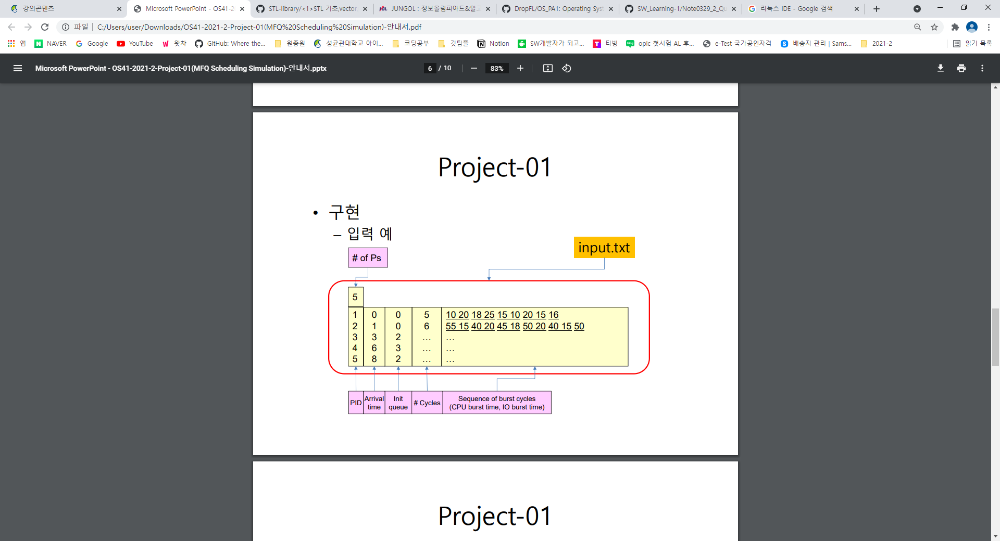 강의콘텐츠
Microsoft PowerPoint - OS41-2
STL-library/<1>STL 기초,vector,
JUNGOL : 정보올림피아드&알고
DropFL/OS_PA1: Operating Syst
SW_Learning-1/Note0329_2_Qu
리눅스 IDE - Google 검색
파일
C:/Users/user/Downloads/OS41-2021-2-Project-01(MFQ%20Scheduling%20Simulation)-안내서.pdf
앱
NAVER
Google
YouTube
왓챠
GitHub: Where the...
원종원
성균관대학교 아이...
코딩공부
깃팀플
Notion
SW개발자가 되고...
티빙
opic 첫시험 AL 후...
e-Test 국가공인자격
배송지 관리 | Sams...
2021-2
읽기 목록
Microsoft PowerPoint - OS41-2021-2-Project-01(MFQ Scheduling Simulation)-안내서.pptx
6 / 10
83%
Project-01
• 구현
– 입력 예
input.txt
# of Ps
5
1 0 0 5 10 20 18 25 15 10 20 15 16
2 1 0 6 55 15 40 20 45 18 50 20 40 15 50
3 3 2 ... ...
4 6 3 ... ...
5 8 2 ... ...
PID
Arrival
time
Init
queue
# Cycles
Sequence of burst cycles
(CPU burst time, IO burst time)
Project-01